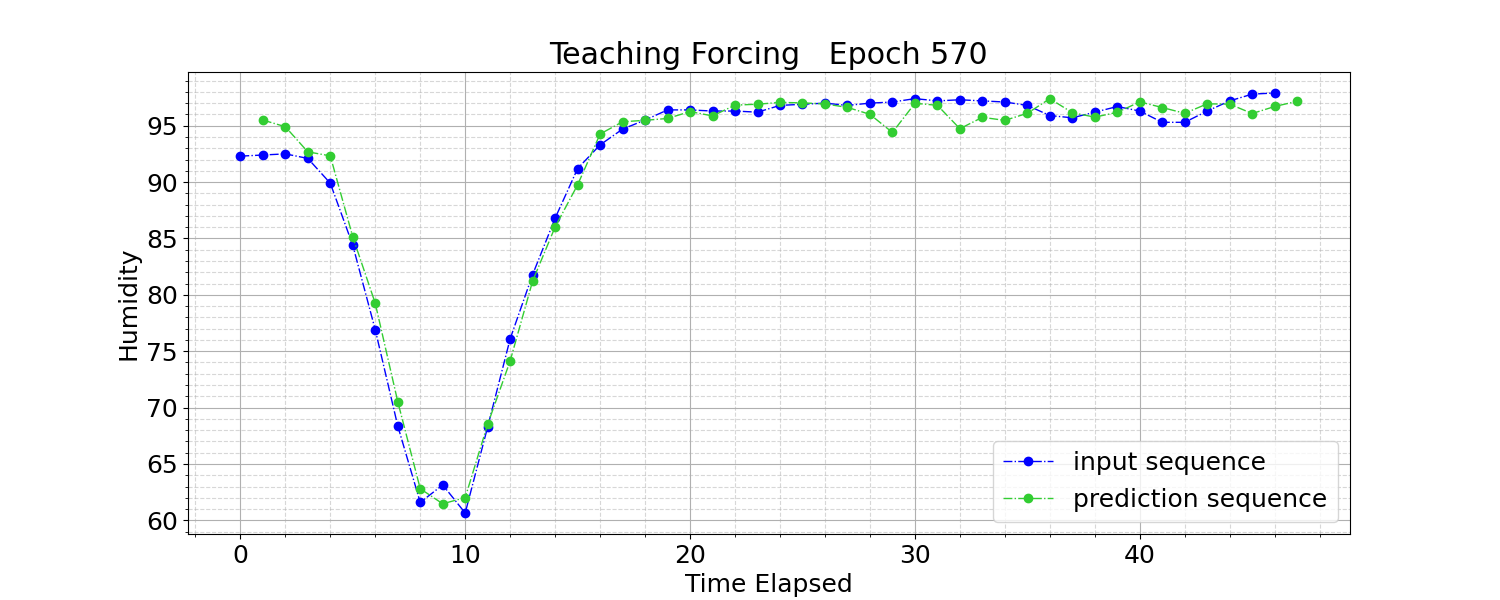 Teaching Forcing   Epoch 570
Humidity
95
90
85
80
75
70
65
60
0 10 20 30 40
Time Elapsed
input sequence
prediction sequence